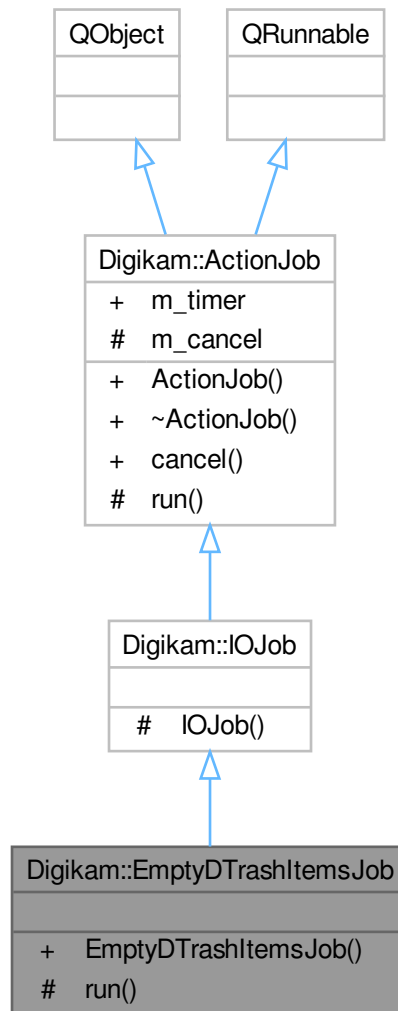 QObject
QRunnable
Digikam::ActionJob
+ m_timer
# m_cancel
+ ActionJob()
+ ~ActionJob()
+ cancel()
# run()
Digikam::IOJob
# IOJob()
Digikam::EmptyDTrashItemsJob
+ EmptyDTrashItemsJob()
# run()